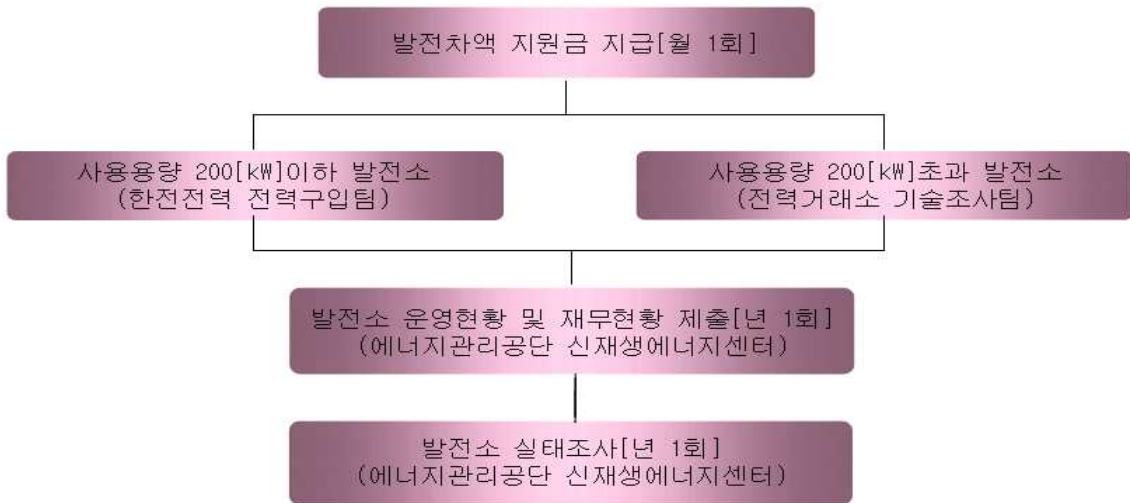 발전차액 지원금 지급[월 1회]
사용용량 200[kW]이하 발전소
(한전전력 전력구입팀)
사용용량 200[kW]초과 발전소
(전력거래소 기술조사팀)
발전소 운영현황 및 재무현황 제출[년 1회]
(에너지관리공단 신재생에너지센터)
발전소 실태조사[년 1회]
(에너지관리공단 신재생에너지센터)